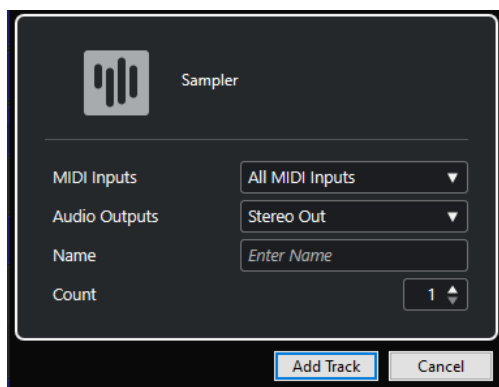 Sampler
MIDI Inputs All MIDI Inputs
Audio Outputs Stereo Out
Name Enter Name
Count 1
Add Track Cancel